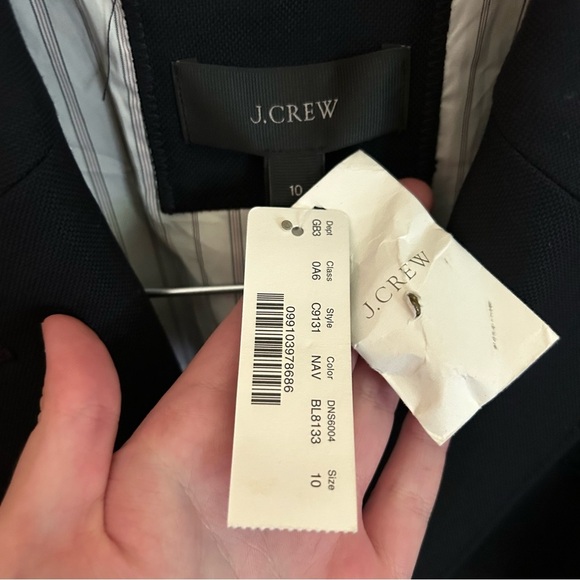 J.CREW
10
J.CREW
Dept Class Style Color DNS6004 Size
GB3 0A6 C9131 NAV BL8133 10
099103978686